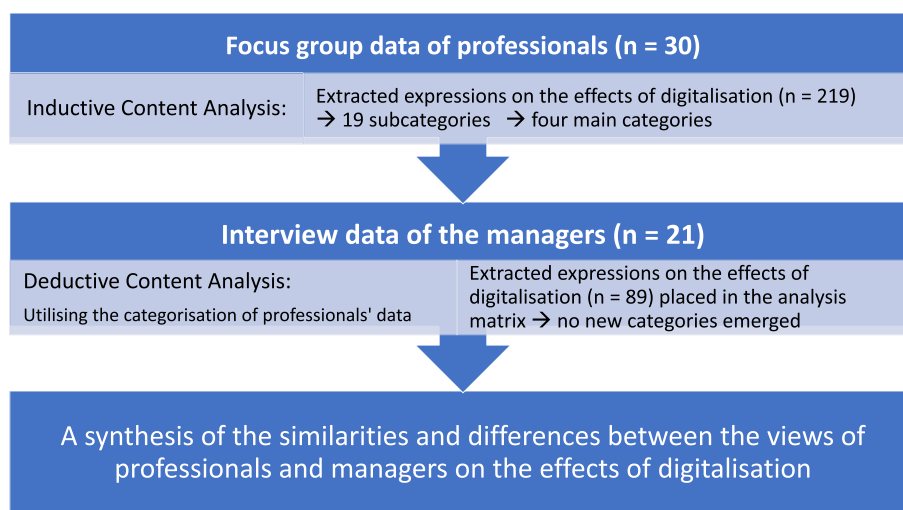 Focus group data of professionals (n = 30)
Inductive Content Analysis:
Extracted expressions on the effects of digitalisation (n = 219)
→ 19 subcategories → four main categories
Interview data of the managers (n = 21)
Deductive Content Analysis:
Utilising the categorisation of professionals' data
Extracted expressions on the effects of
digitalisation (n = 89) placed in the analysis
matrix → no new categories emerged
A synthesis of the similarities and differences between the views of
professionals and managers on the effects of digitalisation